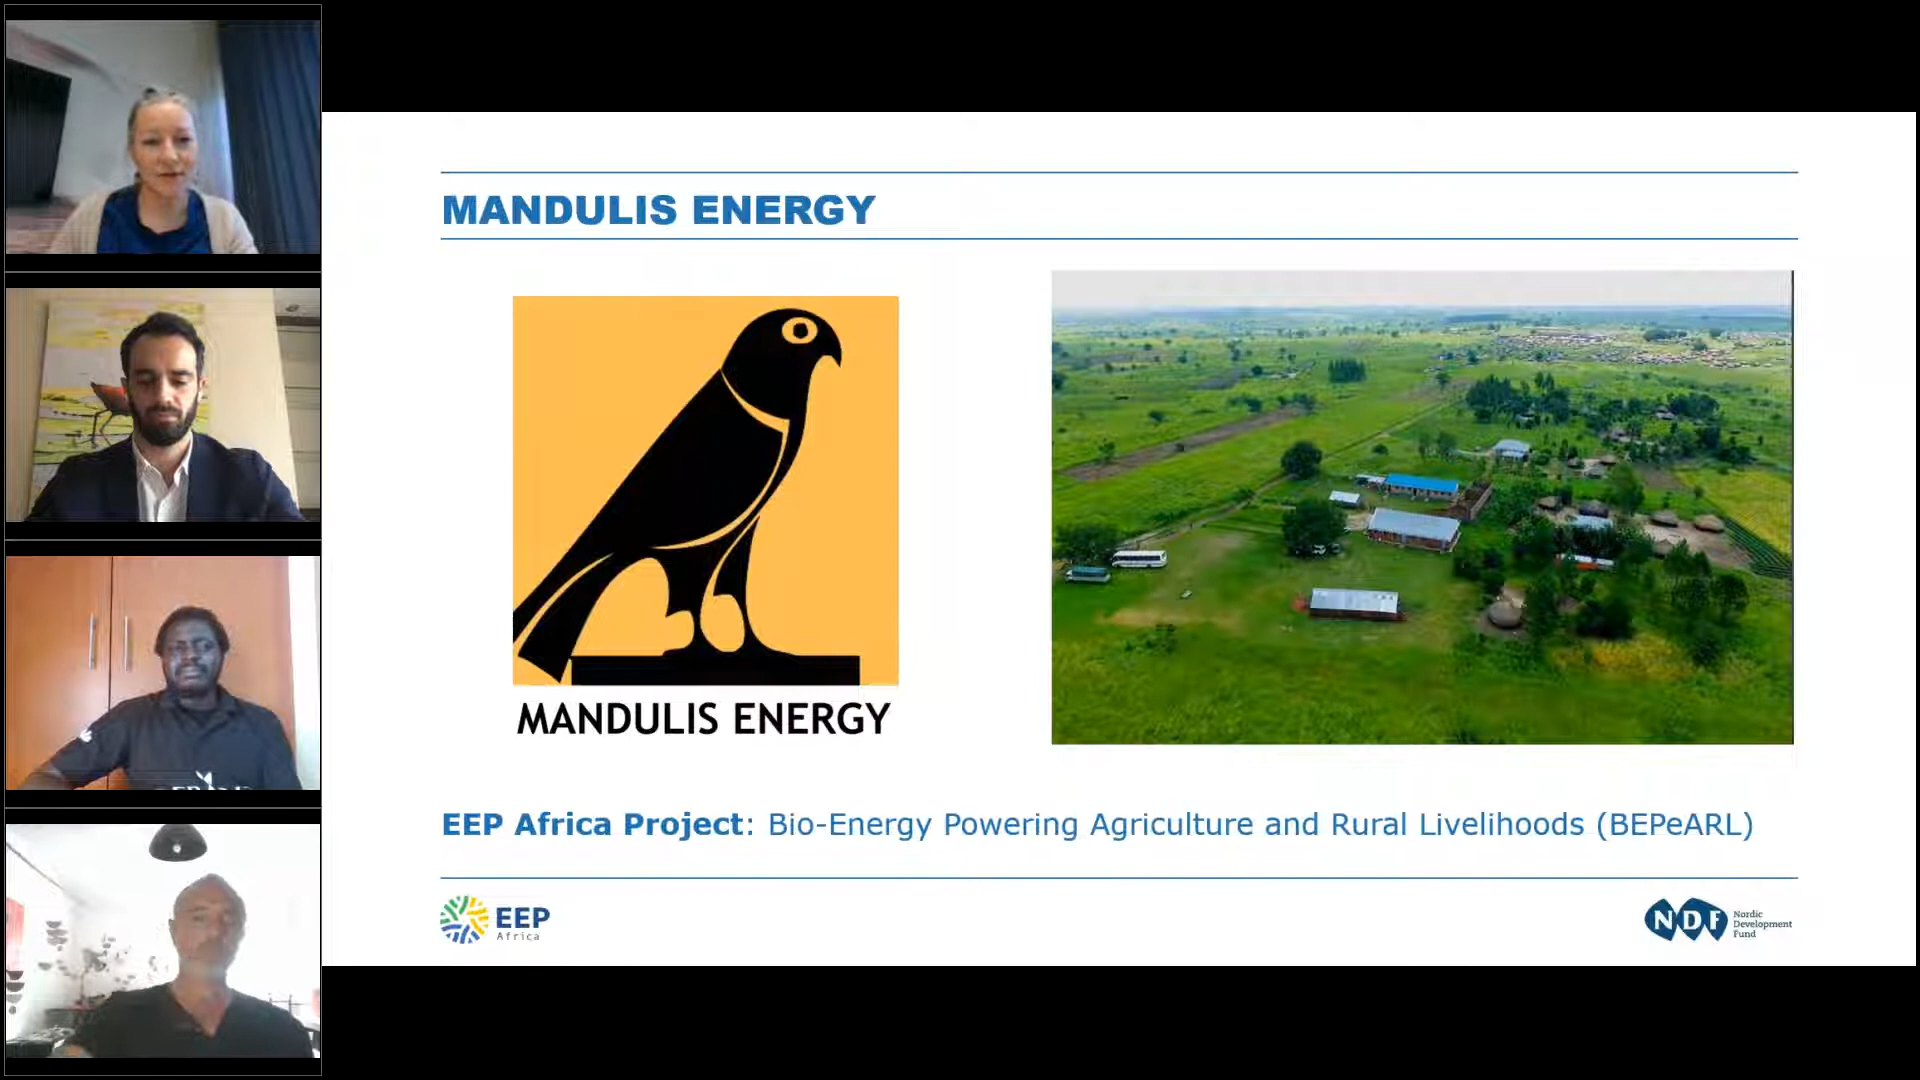 MANDULIS ENERGY
MANDULIS ENERGY
EEP Africa Project: Bio-Energy Powering Agriculture and Rural Livelihoods (BEPeARL)
EEP
Africa
NDF
Nordic
Development
Fund